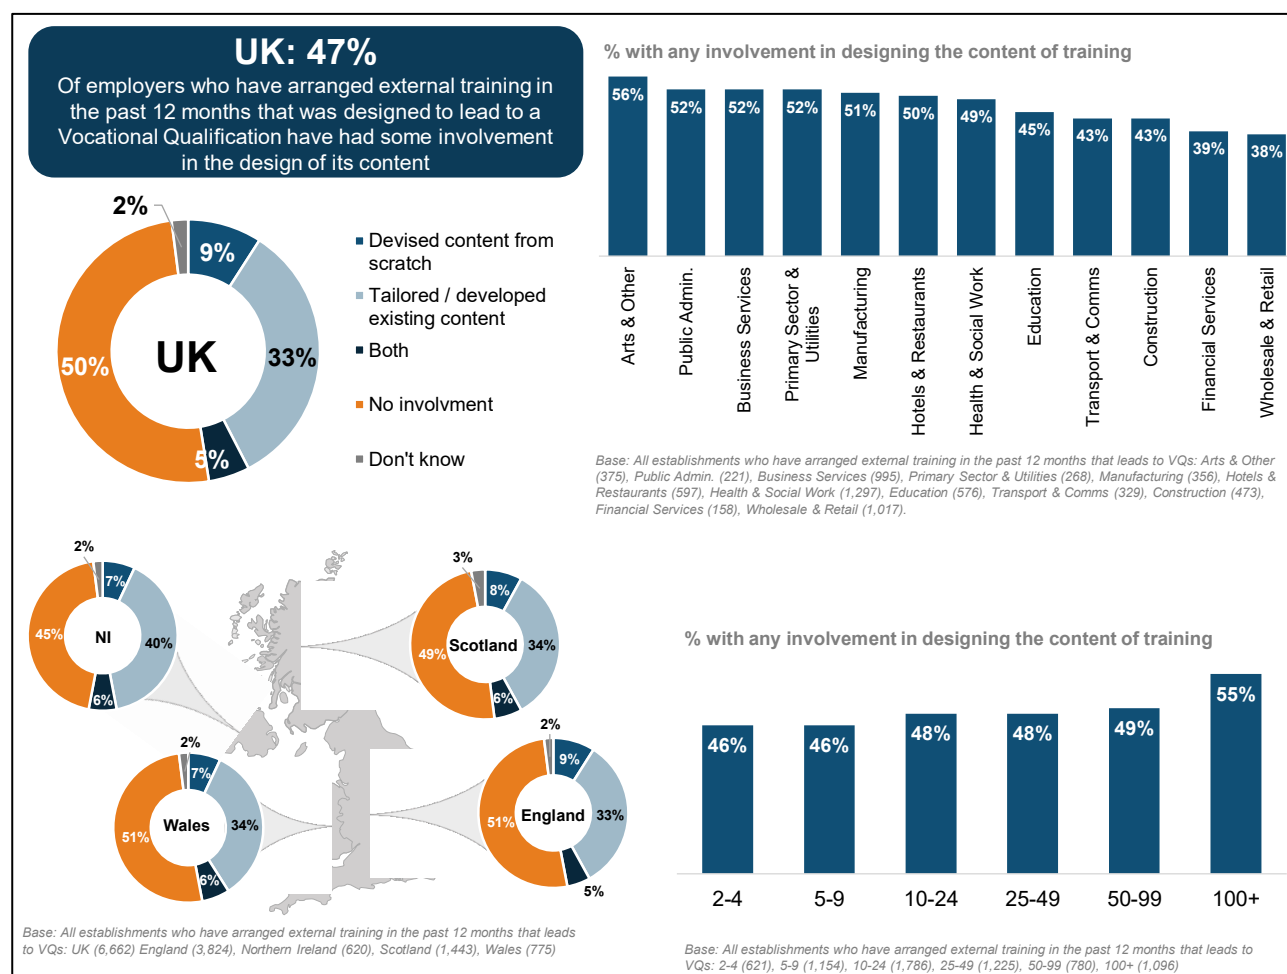 UK: 47%
Of employers who have arranged external training in
the past 12 months that was designed to lead to a
Vocational Qualification have had some involvement
in the design of its content
2%
9%
33%
5%
50%
UK
Devised content from
scratch
Tailored / developed
existing content
Both
No involvment
Don't know
% with any involvement in designing the content of training
56%
52%
52%
52%
51%
50%
49%
45%
43%
43%
39%
38%
Arts & Other
Public Admin.
Business Services
Primary Sector &
Utilities
Manufacturing
Hotels & Restaurants
Health & Social Work
Education
Transport & Comms
Construction
Financial Services
Wholesale & Retail
Base: All establishments who have arranged external training in the past 12 months that leads to VQs: Arts & Other
(375), Public Admin. (221), Business Services (995), Primary Sector & Utilities (268), Manufacturing (356), Hotels &
Restaurants (597), Health & Social Work (1,297), Education (576), Transport & Comms (329), Construction (473),
Financial Services (158), Wholesale & Retail (1,017).
2%
7%
40%
6%
45%
NI
3%
8%
34%
6%
49%
Scotland
2%
7%
34%
6%
51%
Wales
2%
9%
33%
5%
51%
England
Base: All establishments who have arranged external training in the past 12 months that leads
to VQs: UK (6,662) England (3,824), Northern Ireland (620), Scotland (1,443), Wales (775)
% with any involvement in designing the content of training
46%
46%
48%
48%
49%
55%
2-4
5-9
10-24
25-49
50-99
100+
Base: All establishments who have arranged external training in the past 12 months that leads to
VQs: 2-4 (621), 5-9 (1,154), 10-24 (1,786), 25-49 (1,225), 50-99 (780), 100+ (1,096)